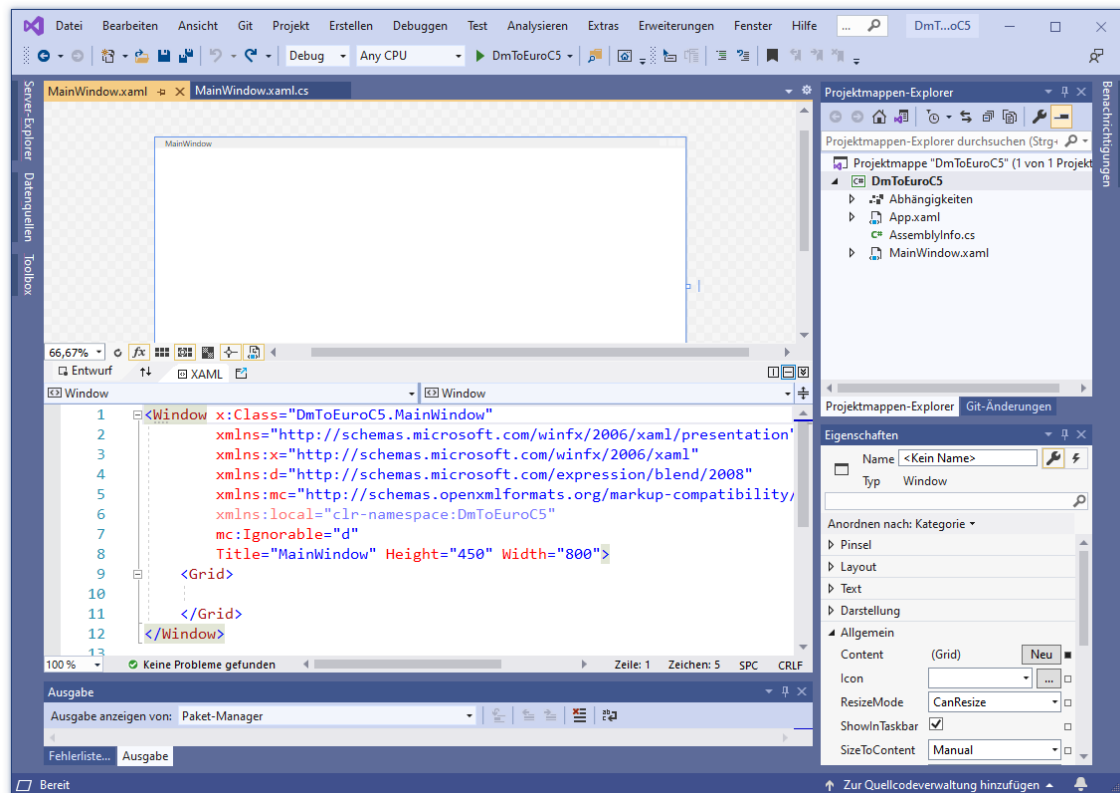 Datei Bearbeiten Ansicht Git Projekt Erstellen Debuggen Test Analysieren Extras Erweiterungen Fenster Hilfe ... DmT...oC5
Debug Any CPU DmToEuroC5
Server-Explorer
Datenquellen
Toolbox
MainWindow.xaml MainWindow.xaml.cs
MainWindow
66,67%
Entwurf XAML
Window Window
1 <Window x:Class="DmToEuroC5.MainWindow"
2 xmlns="http://schemas.microsoft.com/winfx/2006/xaml/presentation"
3 xmlns:x="http://schemas.microsoft.com/winfx/2006/xaml"
4 xmlns:d="http://schemas.microsoft.com/expression/blend/2008"
5 xmlns:mc="http://schemas.openxmlformats.org/markup-compatibility/
6 xmlns:local="clr-namespace:DmToEuroC5"
7 mc:Ignorable="d"
8 Title="MainWindow" Height="450" Width="800">
9 <Grid>
10
11 </Grid>
12 </Window>
13
100 % Keine Probleme gefunden Zeile: 1 Zeichen: 5 SPC CRLF
Ausgabe
Ausgabe anzeigen von: Paket-Manager
Fehlerliste... Ausgabe
Projektmappen-Explorer
Projektmappen-Explorer durchsuchen (Strg+
Projektmappe "DmToEuroC5" (1 von 1 Projekt
C# DmToEuroC5
Abhängigkeiten
App.xaml
C# AssemblyInfo.cs
MainWindow.xaml
Projektmappen-Explorer Git-Änderungen
Eigenschaften
Name <Kein Name>
Typ Window
Anordnen nach: Kategorie
Pinsel
Layout
Text
Darstellung
Allgemein
Content (Grid) Neu
Icon ...
ResizeMode CanResize
ShowInTaskbar
SizeToContent Manual
Benachrichtigungen
Bereit Zur Quellcodeverwaltung hinzufügen